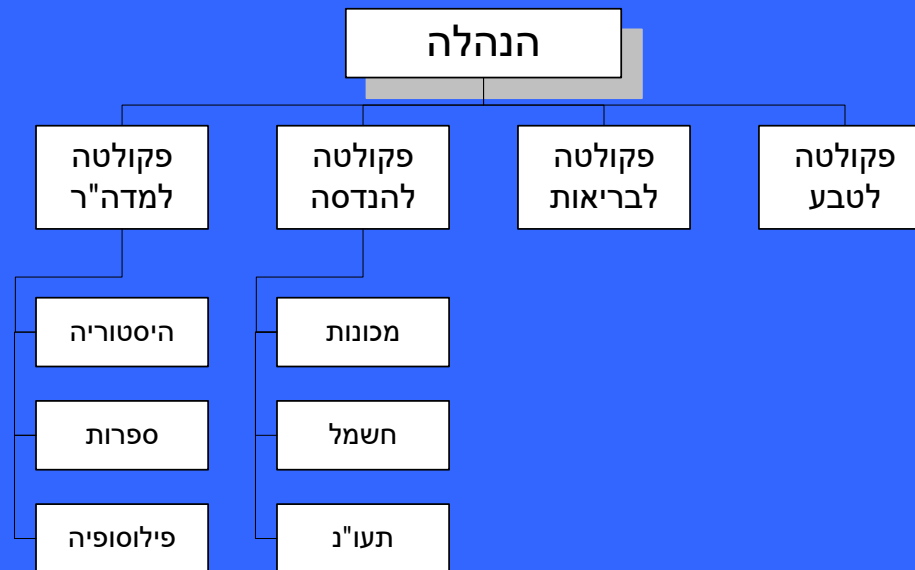 הנהלה
פקולטה
לטבע
פקולטה
לבריאות
פקולטה
להנדסה
פקולטה
למדה"ר
מכונות
חשמל
תעו"נ
היסטוריה
ספרות
פילוסופיה